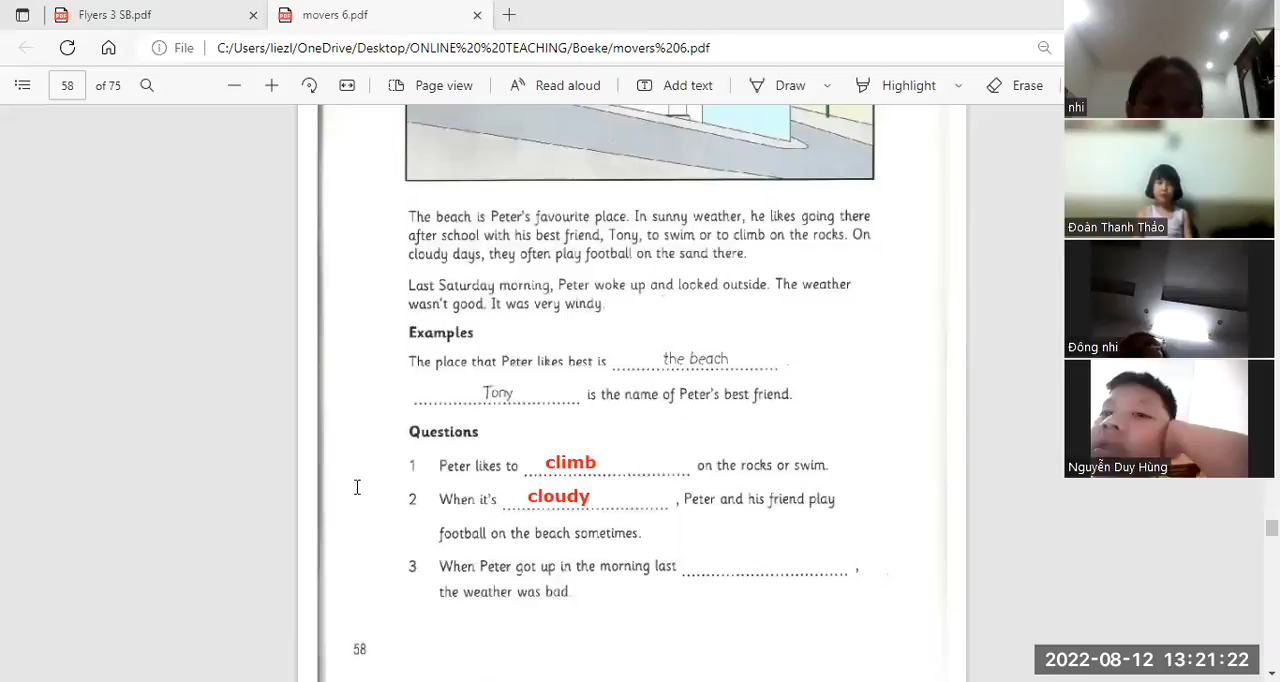 Flyers 3 SB.pdf
movers 6.pdf
File
C:/Users/liezl/OneDrive/Desktop/ONLINE%20%20TEACHING/Boeke/movers%206.pdf
58 of 75
Page view
Read aloud
Add text
Draw
Highlight
Erase
The beach is Peter's favourite place. In sunny weather, he likes going there
after school with his best friend, Tony, to swim or to climb on the rocks. On
cloudy days, they often play football on the sand there.
Last Saturday morning, Peter woke up and looked outside. The weather
wasn't good. It was very windy.
Examples
The place that Peter likes best is the beach .
Tony is the name of Peter's best friend.
Questions
1 Peter likes to climb on the rocks or swim.
2 When it's cloudy , Peter and his friend play
football on the beach sometimes.
3 When Peter got up in the morning last ,
the weather was bad.
58
nhi
Đoàn Thanh Thảo
Đông nhi
Nguyễn Duy Hùng
2022-08-12 13:21:22